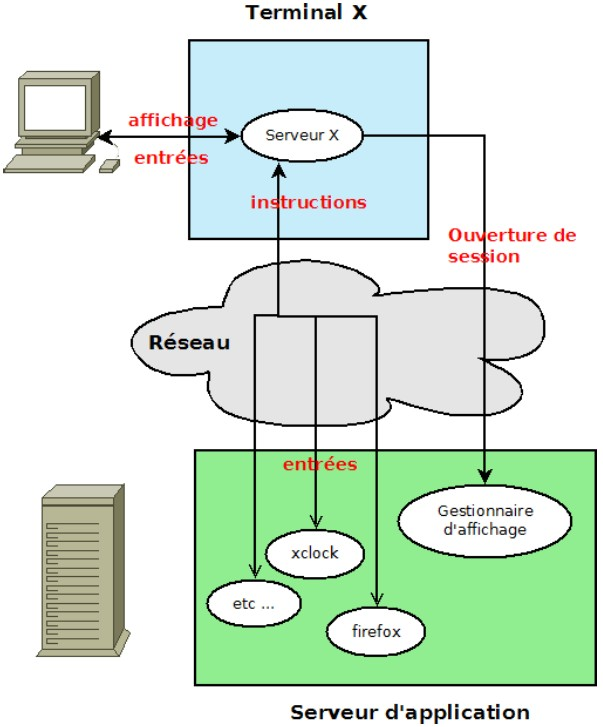 Terminal X
affichage
Serveur X
entrées
instructions
Ouverture de
session
Réseau
entrées
Gestionnaire
d'affichage
xclock
etc ...
firefox
Serveur d'application